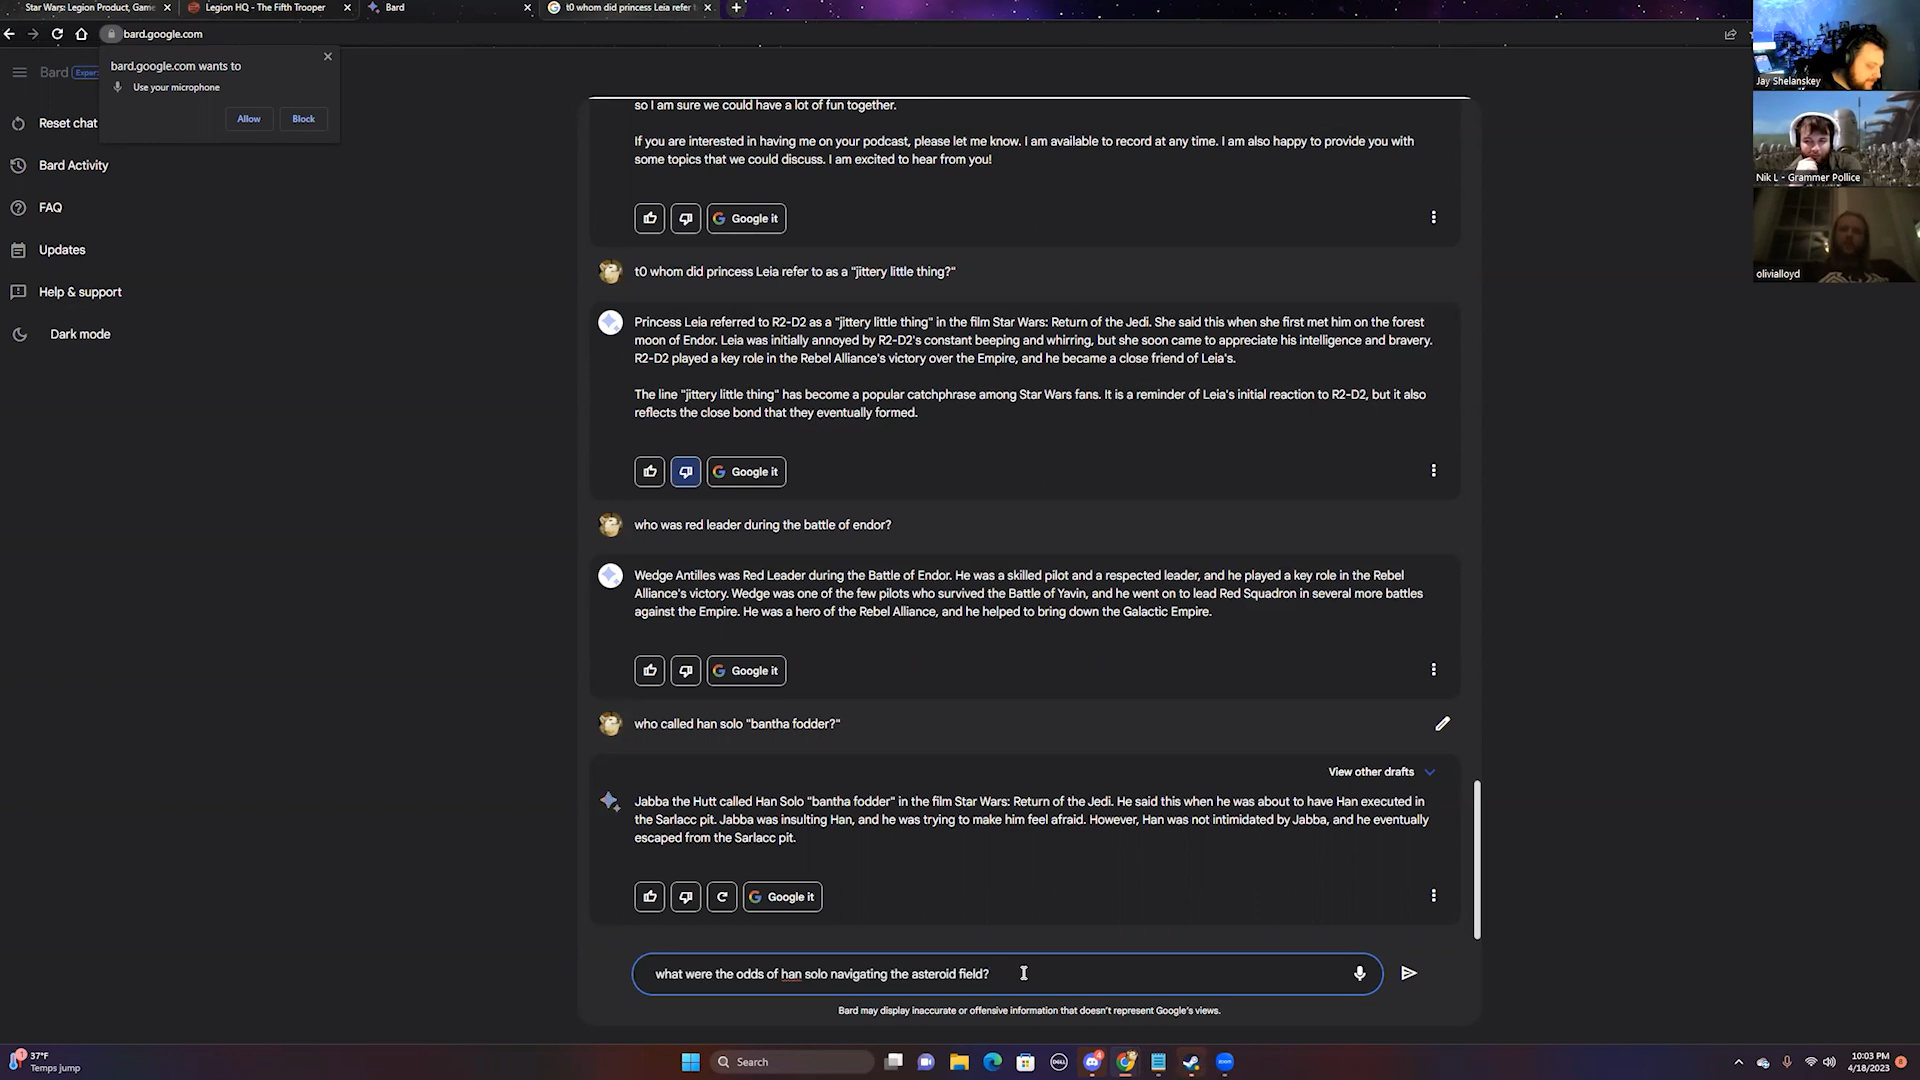 Star Wars: Legion Product, Game
Legion HQ - The Fifth Trooper
Bard
t0 whom did princess Leia refer t
bard.google.com
bard.google.com wants to
Use your microphone
Allow
Block
Bard
Exper
Reset chat
Bard Activity
FAQ
Updates
Help & support
Dark mode
so I am sure we could have a lot of fun together.
If you are interested in having me on your podcast, please let me know. I am available to record at any time. I am also happy to provide you with
some topics that we could discuss. I am excited to hear from you!
Google it
t0 whom did princess Leia refer to as a "jittery little thing?"
Princess Leia referred to R2-D2 as a "jittery little thing" in the film Star Wars: Return of the Jedi. She said this when she first met him on the forest
moon of Endor. Leia was initially annoyed by R2-D2's constant beeping and whirring, but she soon came to appreciate his intelligence and bravery.
R2-D2 played a key role in the Rebel Alliance's victory over the Empire, and he became a close friend of Leia's.
The line "jittery little thing" has become a popular catchphrase among Star Wars fans. It is a reminder of Leia's initial reaction to R2-D2, but it also
reflects the close bond that they eventually formed.
Google it
who was red leader during the battle of endor?
Wedge Antilles was Red Leader during the Battle of Endor. He was a skilled pilot and a respected leader, and he played a key role in the Rebel
Alliance's victory. Wedge was one of the few pilots who survived the Battle of Yavin, and he went on to lead Red Squadron in several more battles
against the Empire. He was a hero of the Rebel Alliance, and he helped to bring down the Galactic Empire.
Google it
who called han solo "bantha fodder?"
View other drafts
Jabba the Hutt called Han Solo "bantha fodder" in the film Star Wars: Return of the Jedi. He said this when he was about to have Han executed in
the Sarlacc pit. Jabba was insulting Han, and he was trying to make him feel afraid. However, Han was not intimidated by Jabba, and he eventually
escaped from the Sarlacc pit.
Google it
what were the odds of han solo navigating the asteroid field?
Bard may display inaccurate or offensive information that doesn't represent Google's views.
Jay Shelanskey
Nik L - Grammer Pollice
olivialloyd
1
37°F
Temps jump
Search
DELL
4
zoom
10:03 PM
4/18/2023
8